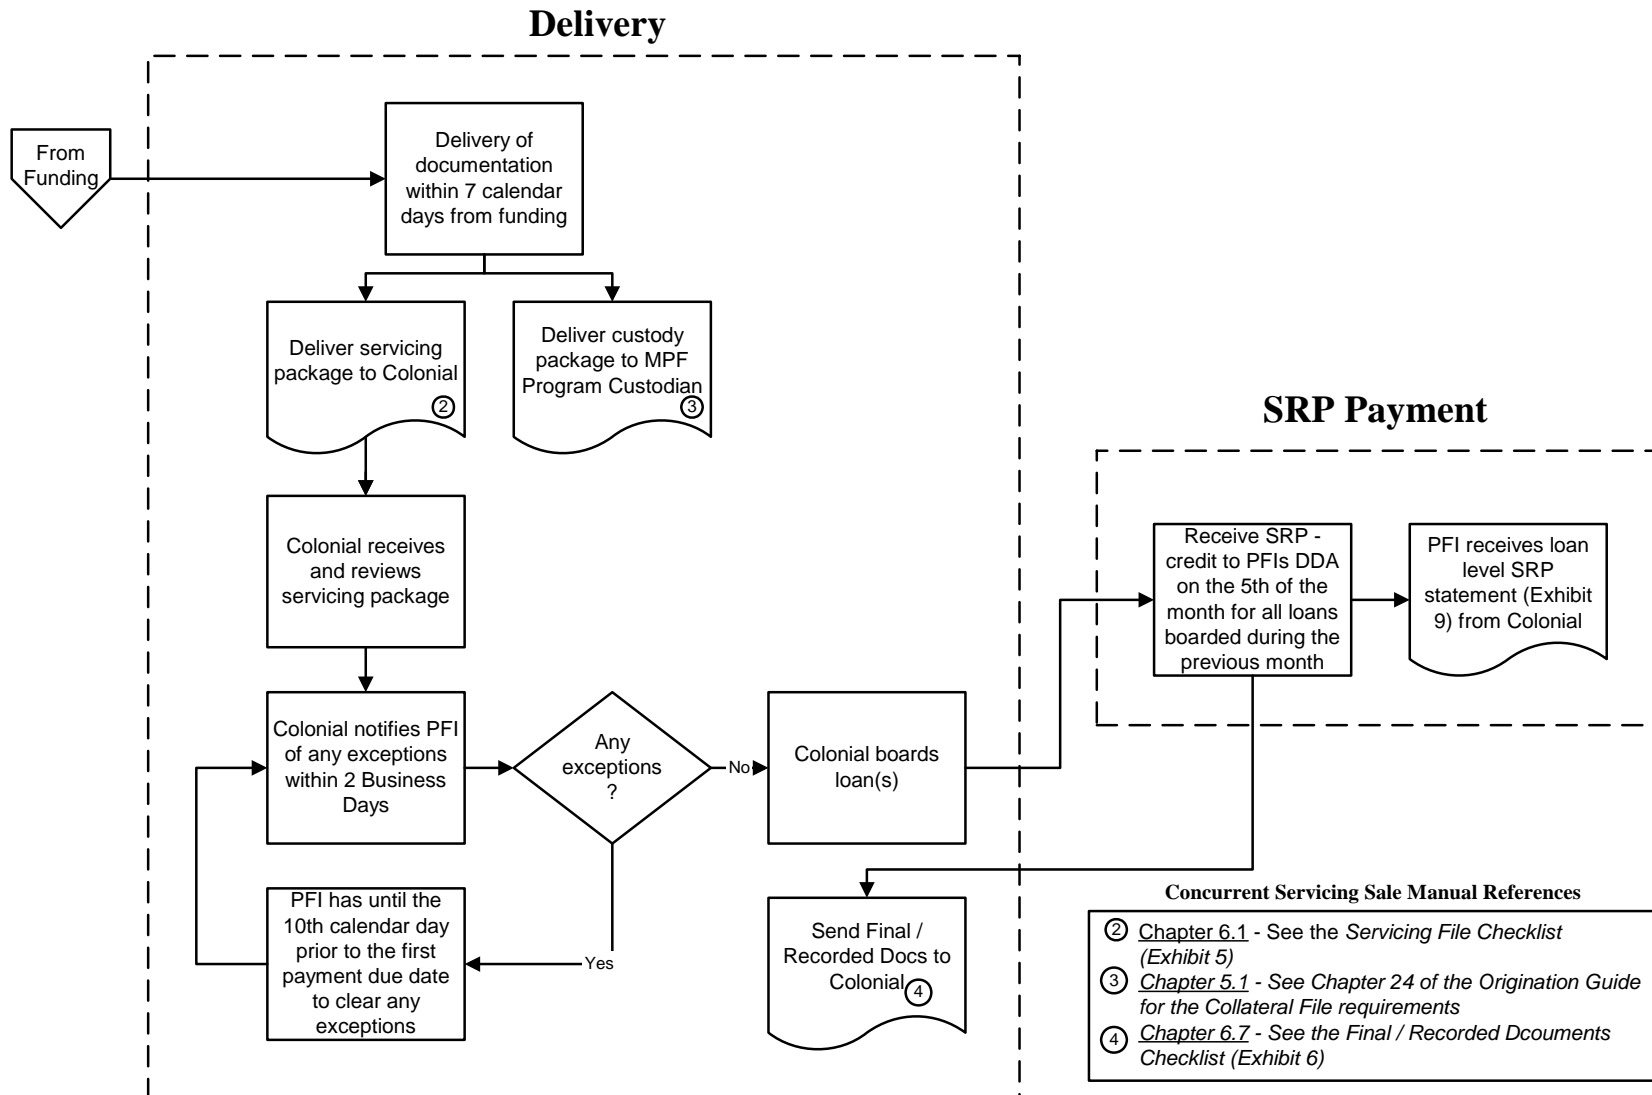 Delivery
From
Funding
Delivery of
documentation
within 7 calendar
days from funding
Deliver servicing
package to Colonial
2
Deliver custody
package to MPF
Program Custodian
3
Colonial receives
and reviews
servicing package
Colonial notifies PFI
of any exceptions
within 2 Business
Days
Any
exceptions
?
No
Yes
PFI has until the
10th calendar day
prior to the first
payment due date
to clear any
exceptions
Colonial boards
loan(s)
SRP Payment
Receive SRP -
credit to PFIs DDA
on the 5th of the
month for all loans
boarded during the
previous month
PFI receives loan
level SRP
statement (Exhibit
9) from Colonial
Send Final /
Recorded Docs to
Colonial
4
Concurrent Servicing Sale Manual References
2 Chapter 6.1 - See the Servicing File Checklist
(Exhibit 5)
3 Chapter 5.1 - See Chapter 24 of the Origination Guide
for the Collateral File requirements
4 Chapter 6.7 - See the Final / Recorded Dcouments
Checklist (Exhibit 6)